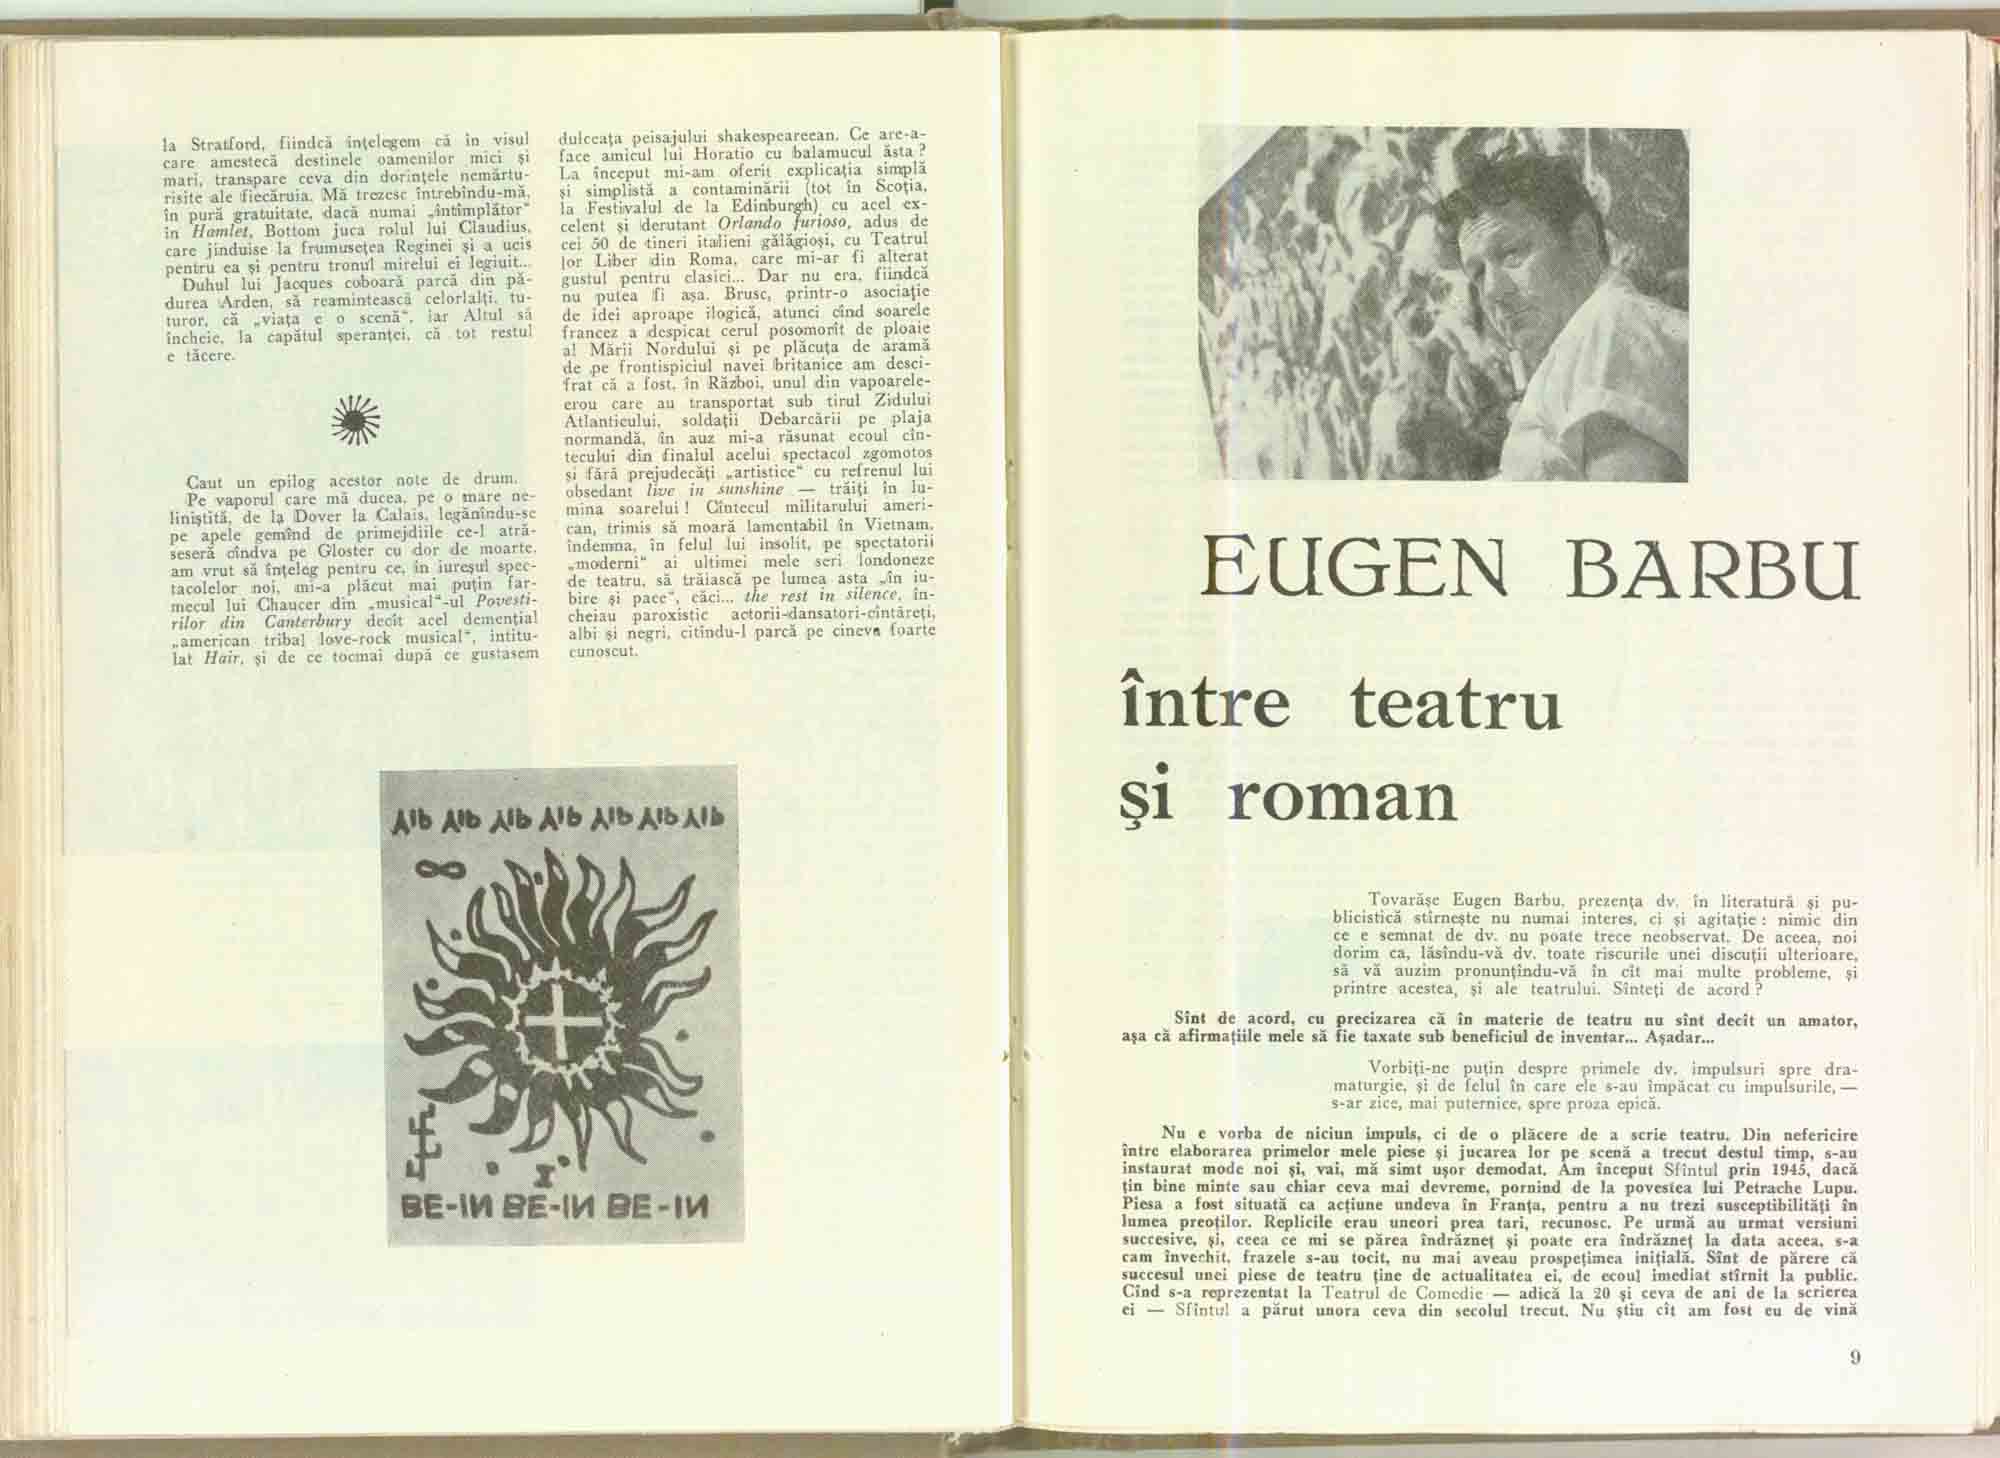 la Stratford, fiindcă înțelegem că în visul
care amestecă destinele oamenilor mici și
mari, transpare ceva din dorințele nemărtu-
risite ale fiecăruia. Mă trezesc întrebîndu-mă,
în pură gratuitate, dacă numai „întîmplător“
în Hamlet, Bottom juca rolul lui Claudius,
care jinduise la frumusețea Reginei și a ucis
pentru ea și pentru tronul mirelui ei legiuit...
Duhul lui Jacques coboară parcă din pă-
durea Arden, să reamintească celorlalți, tu-
turor, că „viața e o scenă“, iar Altul să
încheie, la capătul speranței, că tot restul
e tăcere.
Caut un epilog acestor note de drum.
Pe vaporul care mă ducea, pe o mare ne-
liniștită, de la Dover la Calais, legănîndu-se
pe apele gemînd de primejdiile ce-l atră-
seseră cîndva pe Gloster cu dor de moarte,
am vrut să înțeleg pentru ce, în iureșul spec-
tacolelor noi, mi-a plăcut mai puțin far-
mecul lui Chaucer din „musical“-ul Povesti-
rilor din Canterbury decît acel demențial
„american tribal love-rock musical“, intitu-
lat Hair, și de ce tocmai după ce gustasem
dulceața peisajului shakespeareean. Ce are-a-
face amicul lui Horatio cu balamucul ăsta ?
La început mi-am oferit explicația simplă
și simplistă a contaminării (tot în Scoția,
la Festivalul de la Edinburgh) cu acel ex-
celent și derutant Orlando furioso, adus de
cei 50 de tineri italieni gălăgioși, cu Teatrul
lor Liber din Roma, care mi-ar fi alterat
gustul pentru clasici... Dar nu era, fiindcă
nu putea fi așa. Brusc, printr-o asociație
de idei aproape ilogică, atunci cînd soarele
francez a despicat cerul posomorît de ploaie
al Mării Nordului și pe plăcuța de aramă
de pe frontispiciul navei britanice am desci-
frat că a fost, în Război, unul din vapoarele-
erou care au transportat sub tirul Zidului
Atlanticului, soldații Debarcării pe plaja
normandă, în auz mi-a răsunat ecoul cîn-
tecului din finalul acelui spectacol zgomotos
și fără prejudecăți „artistice“ cu refrenul lui
obsedant live in sunshine — trăiți în lu-
mina soarelui ! Cîntecul militarului ameri-
can, trimis să moară lamentabil în Vietnam,
îndemna, în felul lui insolit, pe spectatorii
„moderni“ ai ultimei mele seri londoneze
de teatru, să trăiască pe lumea asta „în iu-
bire și pace“, căci... the rest in silence, în-
cheiau paroxistic actorii-dansatori-cîntăreți,
albi și negri, citîndu-l parcă pe cineva foarte
cunoscut.
BE-IN BE-IN BE-IN
EUGEN BARBU
între teatru
și roman
Tovarășe Eugen Barbu, prezența dv. în literatură și pu-
blicistică stîrnește nu numai interes, ci și agitație : nimic din
ce e semnat de dv. nu poate trece neobservat. De aceea, noi
dorim ca, lăsîndu-vă dv. toate riscurile unei discuții ulterioare,
să vă auzim pronunțîndu-vă în cît mai multe probleme, și
printre acestea, și ale teatrului. Sînteți de acord ?
Sînt de acord, cu precizarea că în materie de teatru nu sînt decît un amator,
așa că afirmațiile mele să fie taxate sub beneficiul de inventar... Așadar...
Vorbiți-ne puțin despre primele dv. impulsuri spre dra-
maturgie, și de felul în care ele s-au împăcat cu impulsurile, —
s-ar zice, mai puternice, spre proza epică.
Nu e vorba de niciun impuls, ci de o plăcere de a scrie teatru. Din nefericire
între elaborarea primelor mele piese și jucarea lor pe scenă a trecut destul timp, s-au
instaurat mode noi și, vai, mă simt ușor demodat. Am început Sfîntul prin 1945, dacă
țin bine minte sau chiar ceva mai devreme, pornind de la povestea lui Petrache Lupu.
Piesa a fost situată ca acțiune undeva în Franța, pentru a nu trezi susceptibilități în
lumea preoților. Replicile erau uneori prea tari, recunosc. Pe urmă au urmat versiuni
succesive, și, ceea ce mi se părea îndrăzneț și poate era îndrăzneț la data aceea, s-a
cam învechit, frazele s-au tocit, nu mai aveau prospețimea inițială. Sînt de părere că
succesul unei piese de teatru ține de actualitatea ei, de ecoul imediat stîrnit la public.
Cînd s-a reprezentat la Teatrul de Comedie — adică la 20 și ceva de ani de la scrierea
ei — Sfîntul a părut unora ceva din secolul trecut. Nu știu cît am fost eu de vină
9